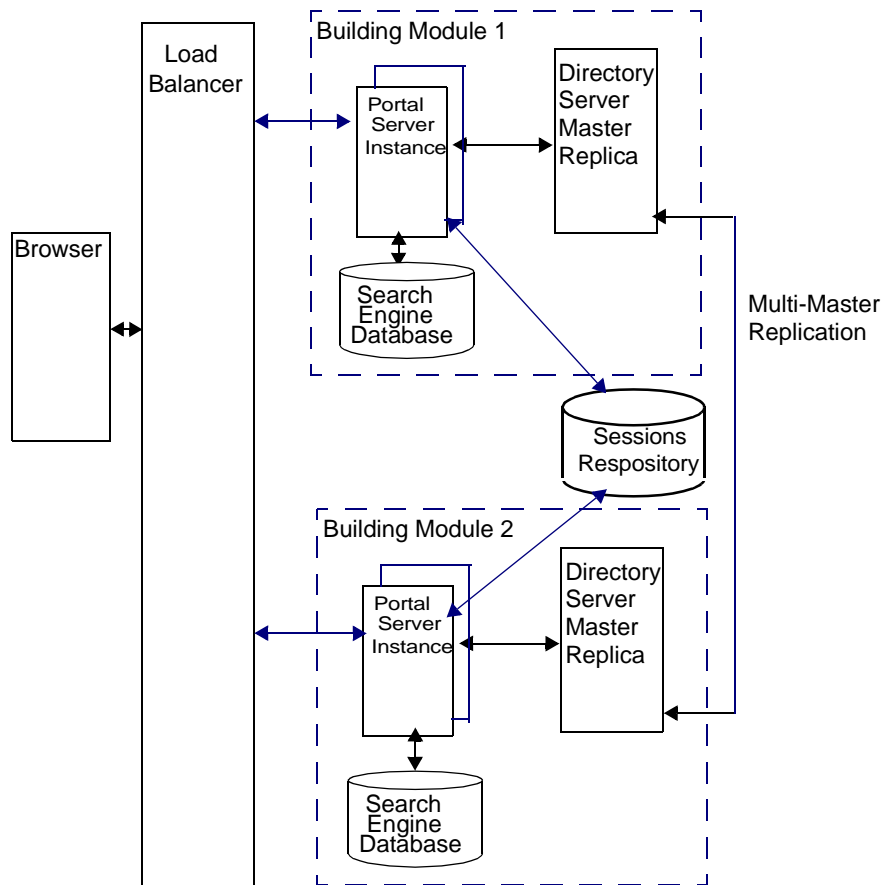 Building Module 1
Load
Balancer
Portal
Server
Instance
Directory
Server
Master
Replica
Browser
Search
Engine
Database
Multi-Master
Replication
Sessions
Respository
Building Module 2
Portal
Server
Instance
Directory
Server
Master
Replica
Search
Engine
Database